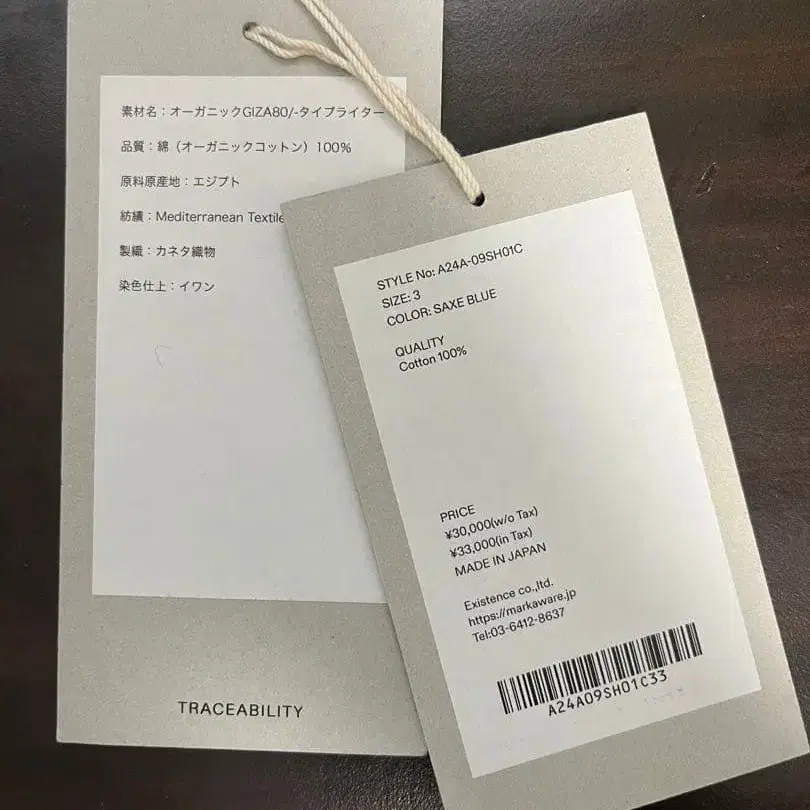 素材名：オーガニックGIZA80/-タイプライター
品質：綿（オーガニックコットン）100%
原料原産地：エジプト
紡績：Mediterranean Textile
製織：カネタ織物
染色仕上：イワン
TRACEABILITY
STYLE No: A24A-09SH01C
SIZE: 3
COLOR: SAXE BLUE
QUALITY
Cotton 100%
PRICE
¥30,000(w/o Tax)
¥33,000(in Tax)
MADE IN JAPAN
Existence co.,ltd.
https://markaware.jp
Tel:03-6412-8637
A24A09SH01C33